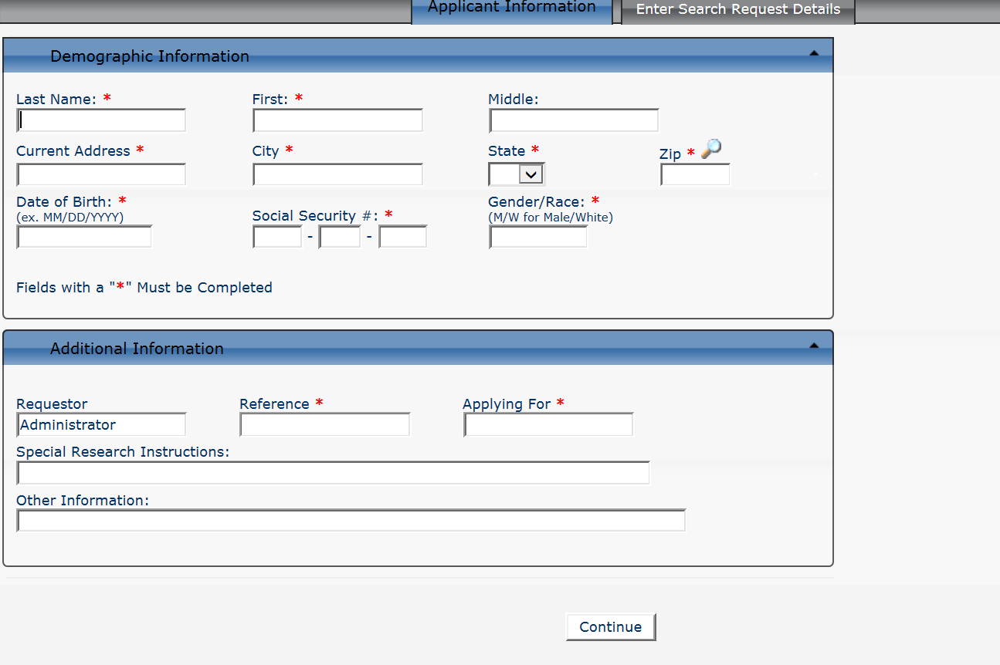 Applicant Information Enter Search Request Details
Demographic Information
Last Name: * First: * Middle:
Current Address * City * State * Zip *
Date of Birth: * Social Security #: * Gender/Race: *
(ex. MM/DD/YYYY) (M/W for Male/White)
- -
Fields with a "*" Must be Completed
Additional Information
Requestor Reference * Applying For *
Administrator
Special Research Instructions:
Other Information:
Continue